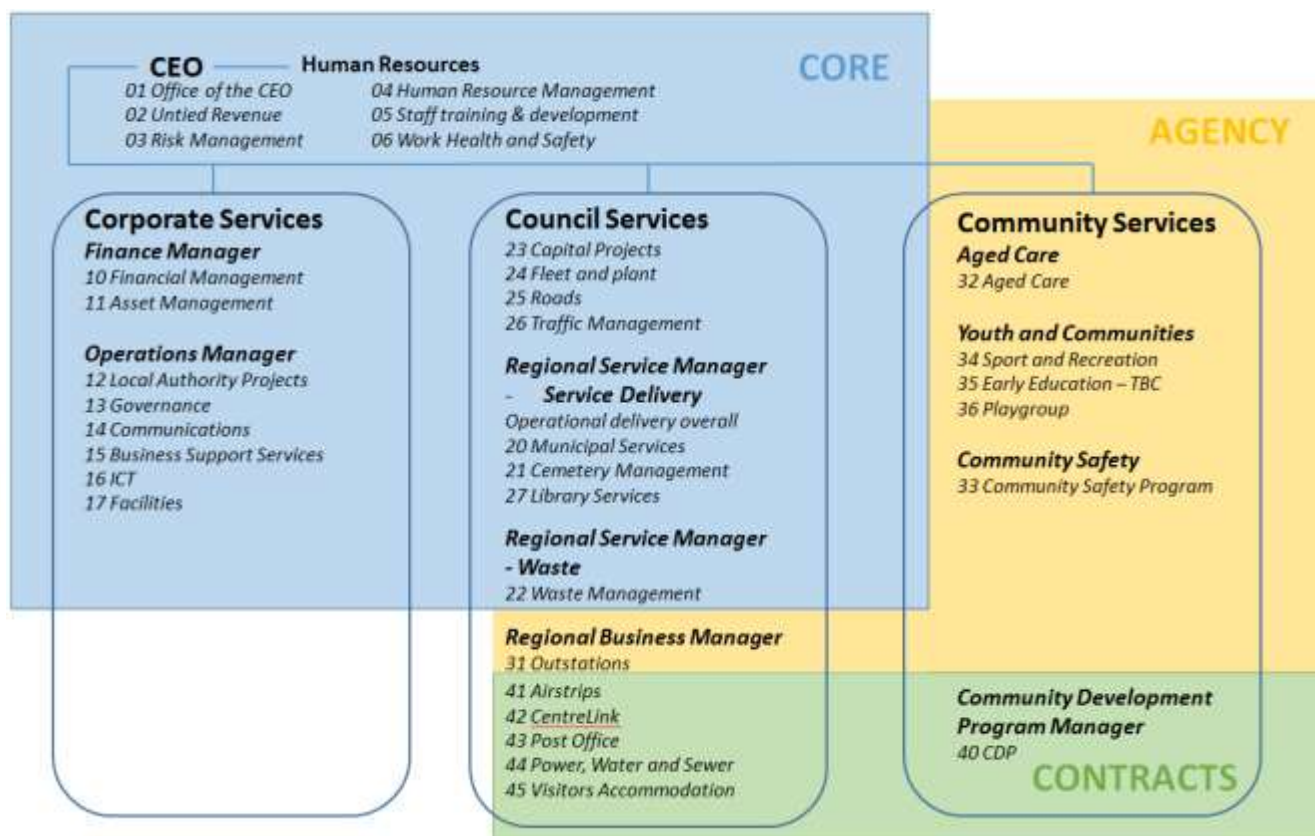 CORE
CEO
01 Office of the CEO
02 Untied Revenue
03 Risk Management
Human Resources
04 Human Resource Management
05 Staff training & development
06 Work Health and Safety
AGENCY
Corporate Services
Finance Manager
10 Financial Management
11 Asset Management
Operations Manager
12 Local Authority Projects
13 Governance
14 Communications
15 Business Support Services
16 ICT
17 Facilities
Council Services
23 Capital Projects
24 Fleet and plant
25 Roads
26 Traffic Management
Regional Service Manager
- Service Delivery
Operational delivery overall
20 Municipal Services
21 Cemetery Management
27 Library Services
Regional Service Manager
- Waste
22 Waste Management
Regional Business Manager
31 Outstations
41 Airstrips
42 CentreLink
43 Post Office
44 Power, Water and Sewer
45 Visitors Accommodation
Community Services
Aged Care
32 Aged Care
Youth and Communities
34 Sport and Recreation
35 Early Education – TBC
36 Playgroup
Community Safety
33 Community Safety Program
Community Development
Program Manager
40 CDP
CONTRACTS